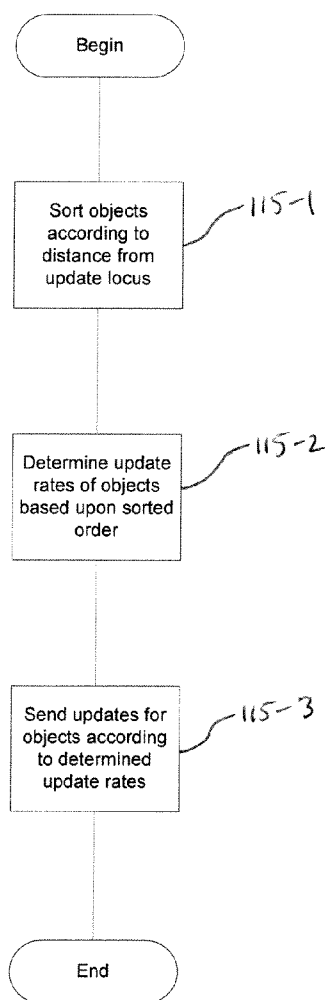 Begin
Sort objects
according to
distance from
update locus
115-1
Determine update
rates of objects
based upon sorted
order
115-2
Send updates for
objects according
to determined
update rates
115-3
End